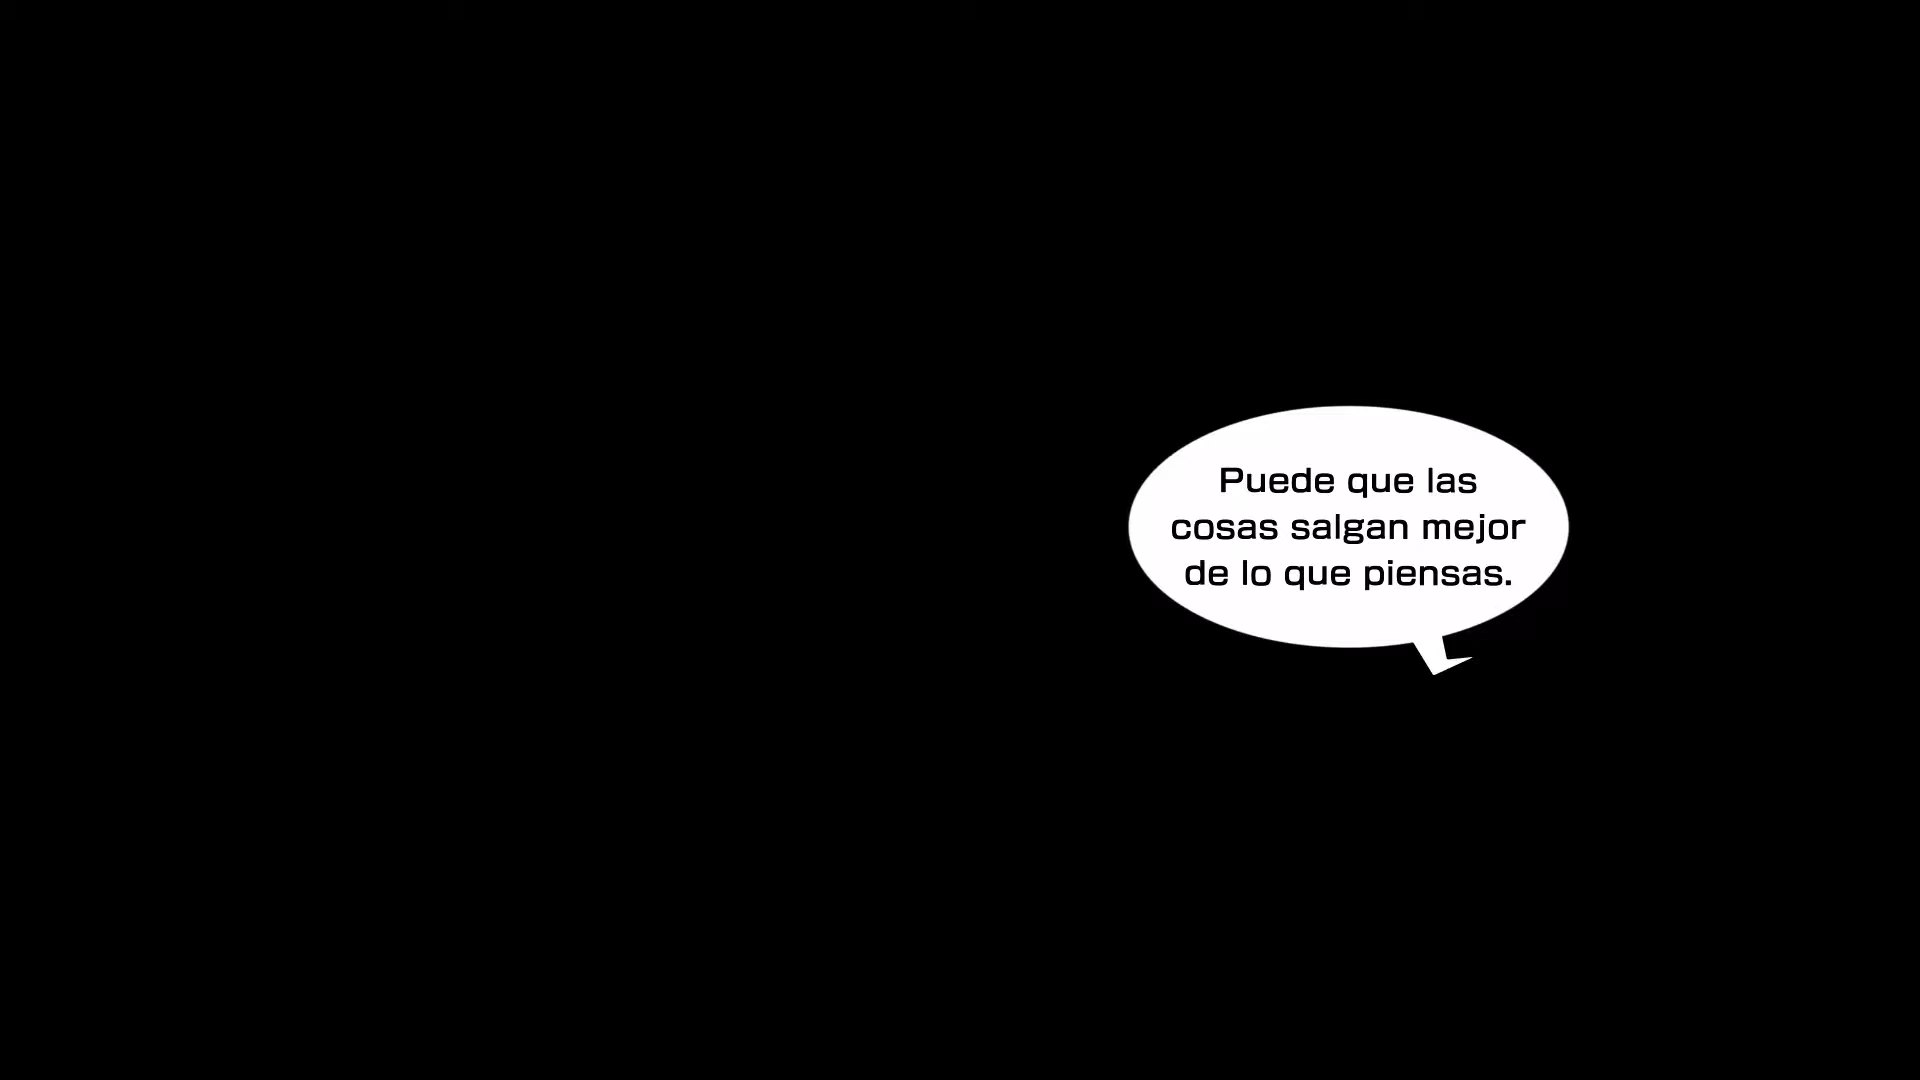 Puede que las
cosas salgan mejor
de lo que piensas.